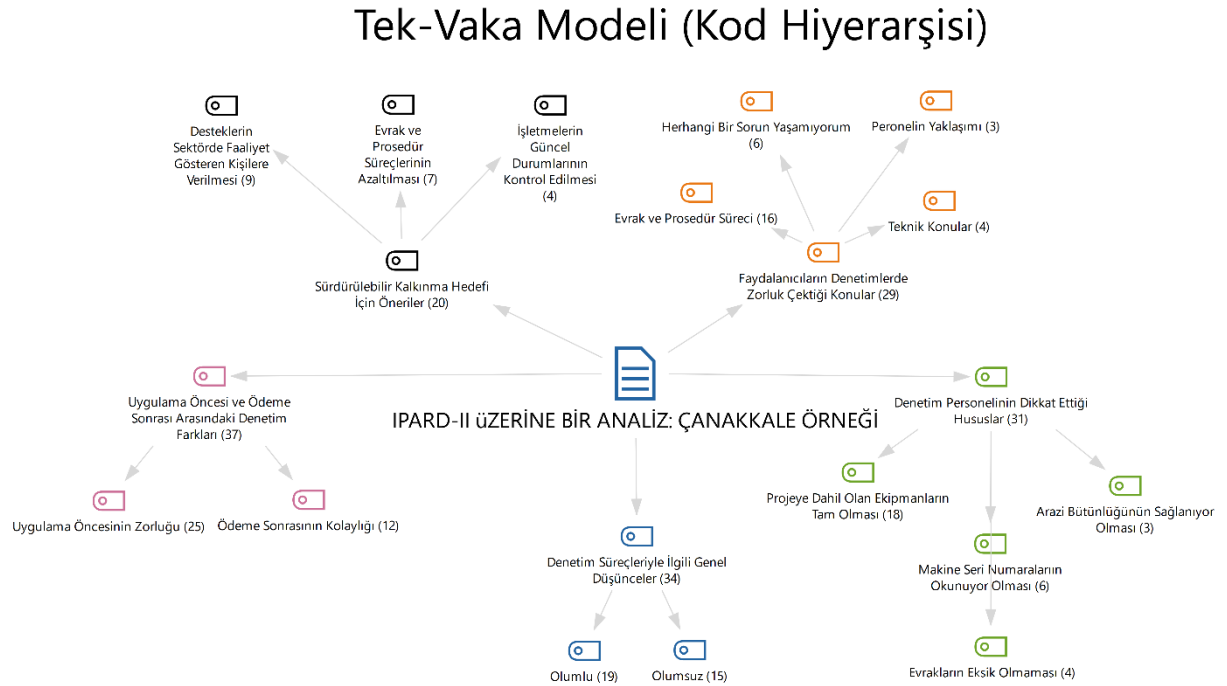 Tek-Vaka Modeli (Kod Hiyerarşisi)
Desteklerin
Sektörde Faaliyet
Gösteren Kişilere
Verilmesi (9)
Evrak ve
Prosedür
Süreçlerinin
Azaltılması (7)
İşletmelerin
Güncel
Durumlarının
Kontrol Edilmesi
(4)
Sürdürülebilir Kalkınma Hedefi
İçin Öneriler (20)
Herhangi Bir Sorun Yaşamıyorum
(6)
Peronelin Yaklaşımı (3)
Evrak ve Prosedür Süreci (16)
Teknik Konular (4)
Faydalanıcıların Denetimlerde
Zorluk Çektiği Konular (29)
Uygulama Öncesi ve Ödeme
Sonrası Arasındaki Denetim
Farkları (37)
Uygulama Öncesinin Zorluğu (25)
Ödeme Sonrasının Kolaylığı (12)
IPARD-II üZERİNE BİR ANALİZ: ÇANAKKALE ÖRNEĞİ
Denetim Personelinin Dikkat Ettiği
Hususlar (31)
Projeye Dahil Olan Ekipmanların
Tam Olması (18)
Arazi Bütünlüğünün Sağlanıyor
Olması (3)
Makine Seri Numaralarıın
Okunuyor Olması (6)
Evrakların Eksik Olmaması (4)
Denetim Süreçleriyle İlgili Genel
Düşünceler (34)
Olumlu (19)
Olumsuz (15)